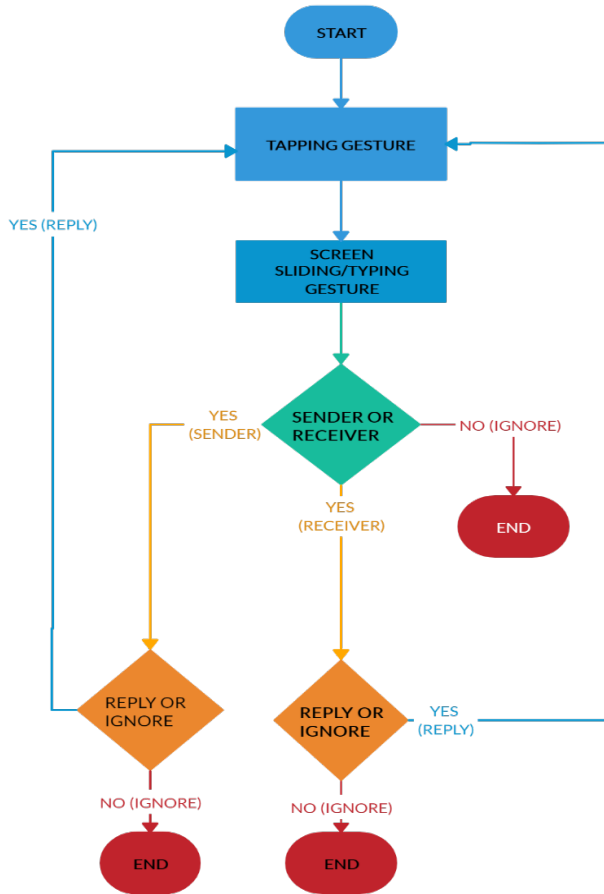 START
TAPPING GESTURE
YES (REPLY)
SCREEN
SLIDING/TYPING
GESTURE
SENDER OR
RECEIVER
YES
(SENDER)
NO (IGNORE)
YES
(RECEIVER)
END
REPLY OR
IGNORE
REPLY OR
IGNORE
YES
(REPLY)
NO (IGNORE)
NO (IGNORE)
END
END